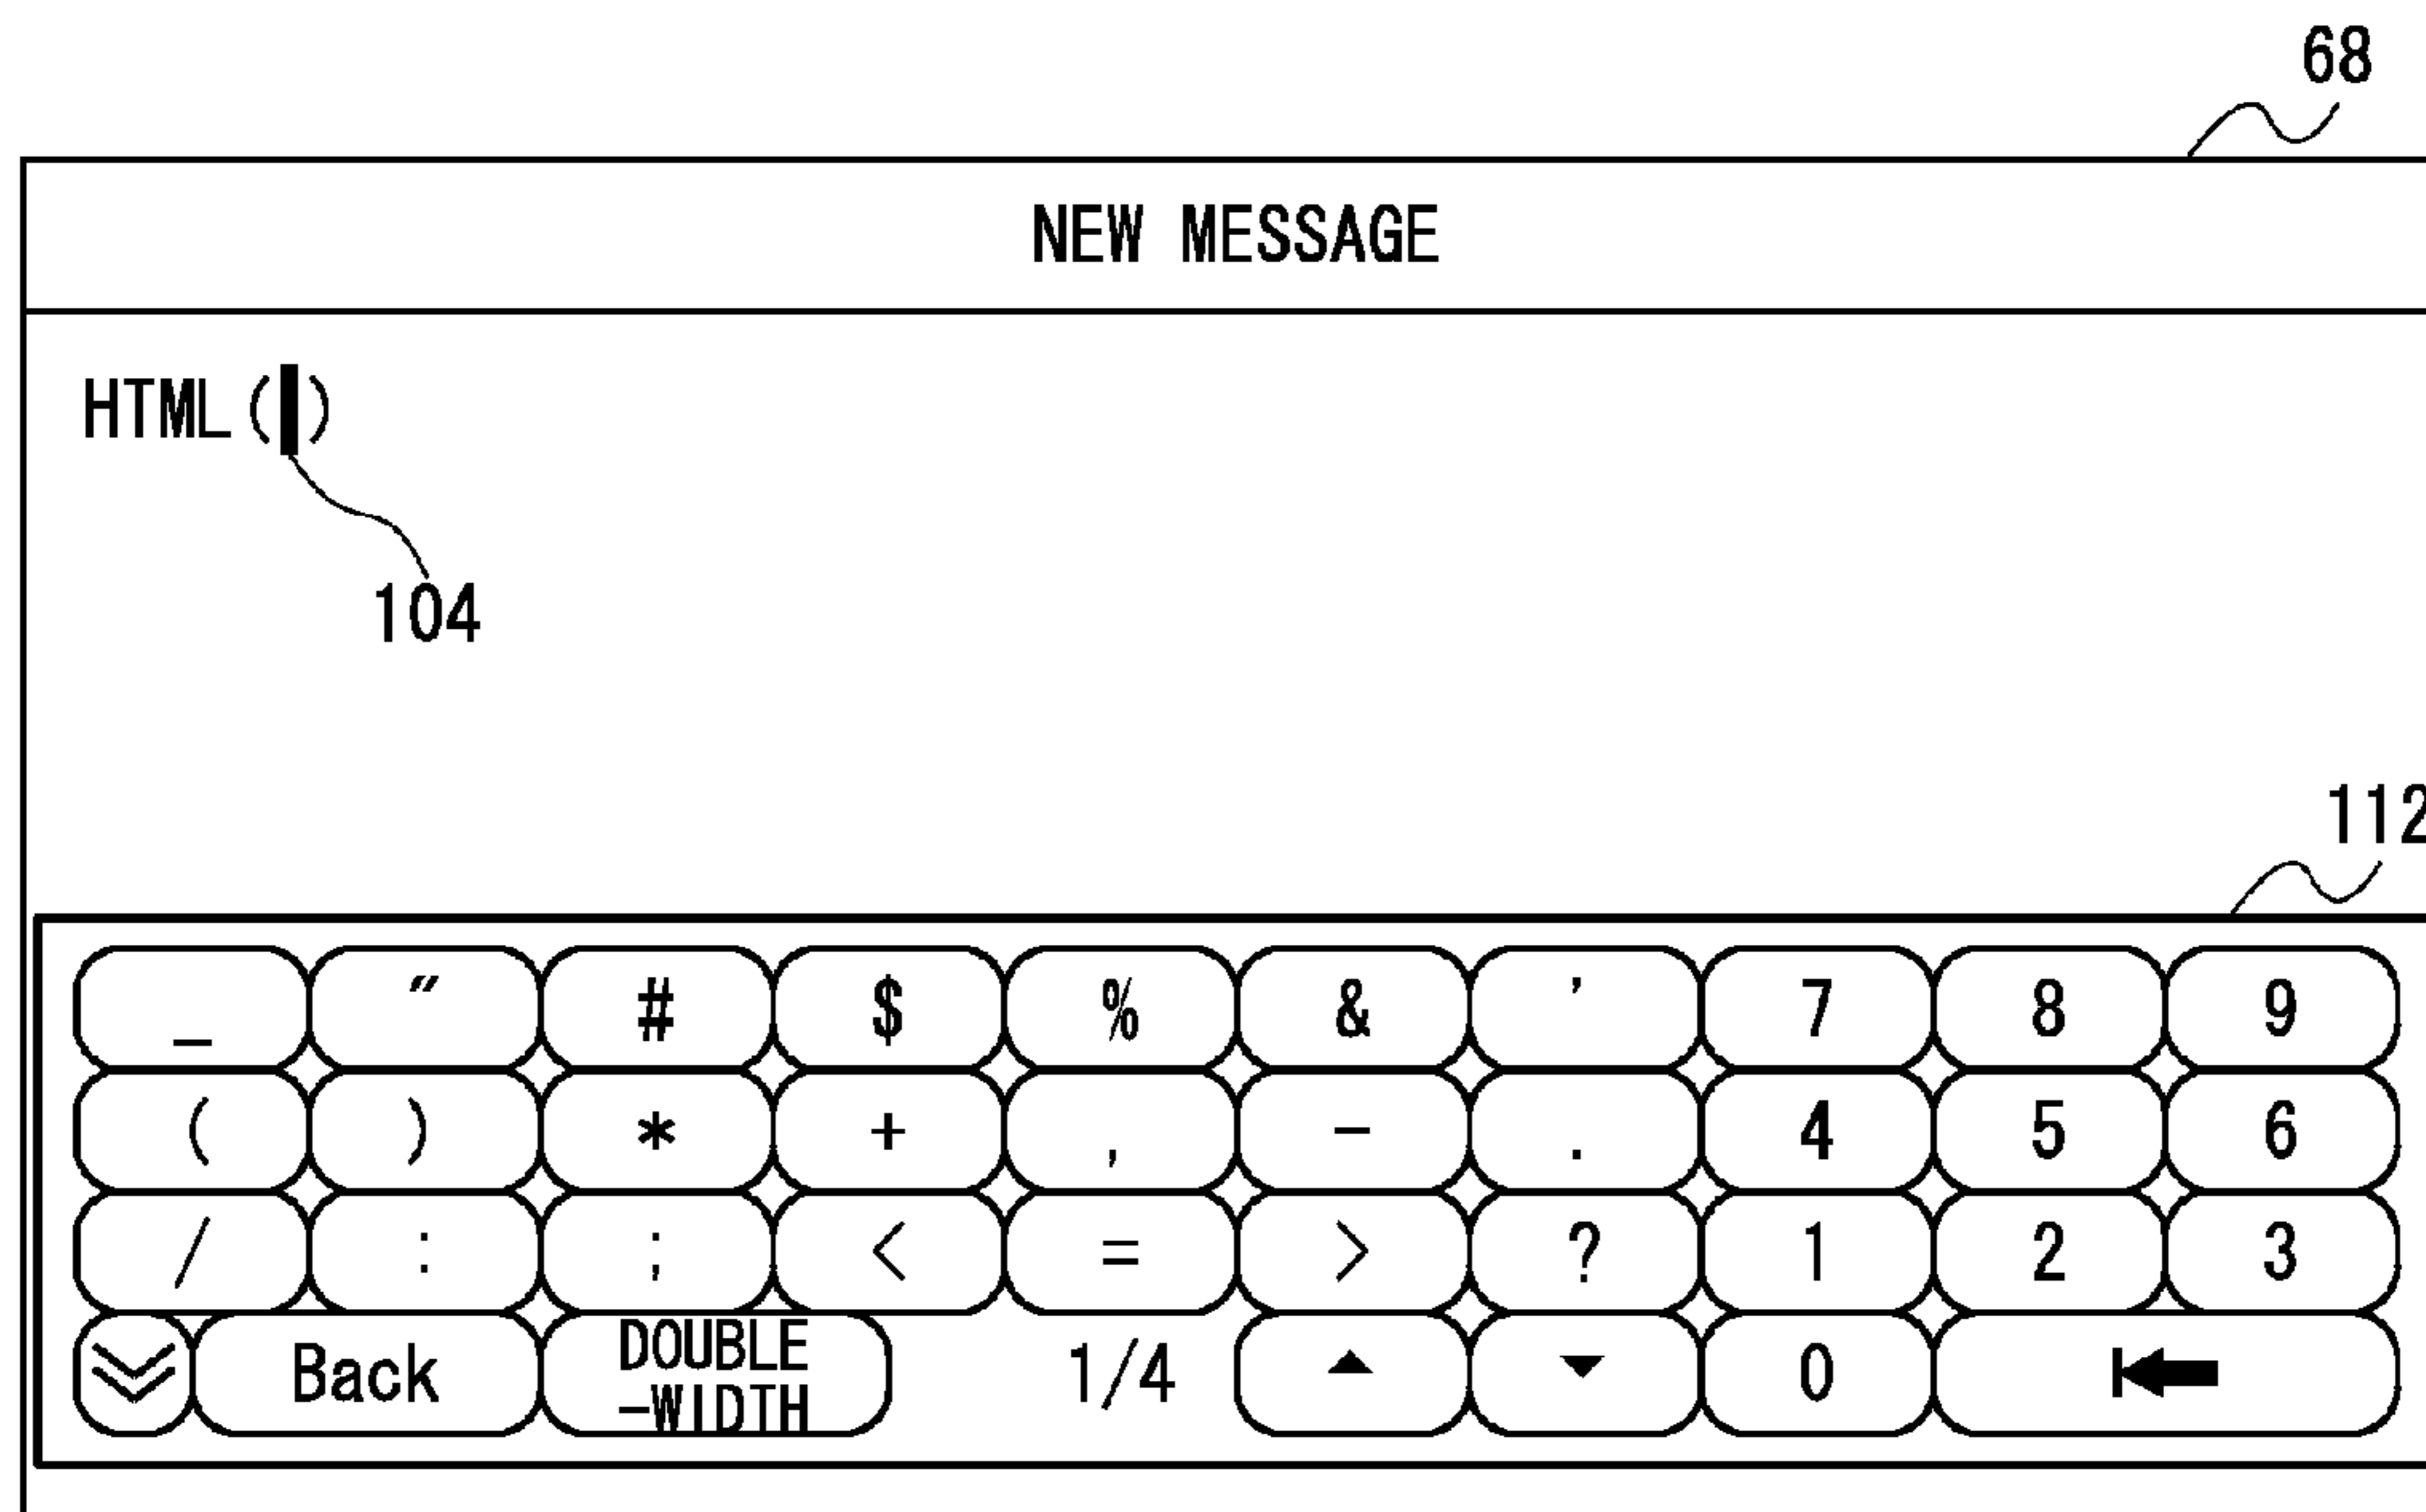 68
NEW MESSAGE
HTML()
104
112
_ " # $ % & ' 7 8 9
( ) * + , - . 4 5 6
/ : ; < = > ? 1 2 3
Back DOUBLE 1/4 0
-WIDTH